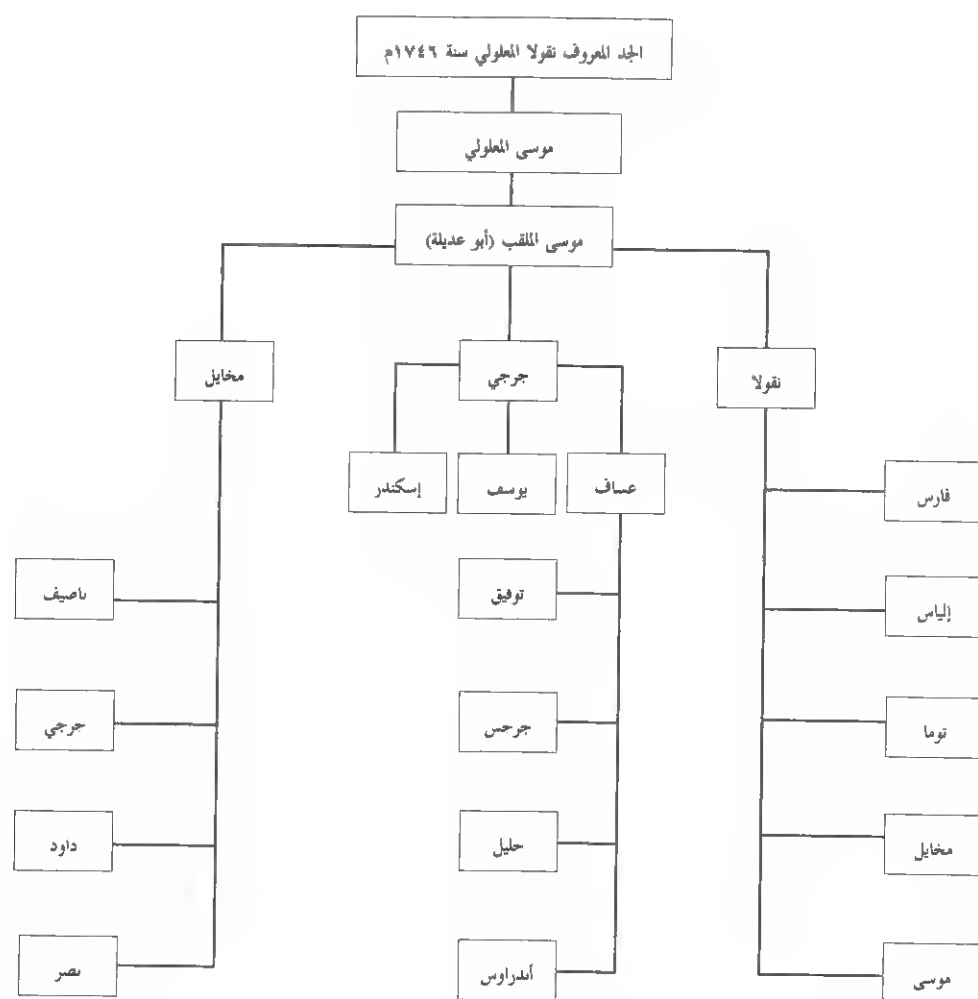 الجد المعروف نقولا المعلولي سنة ١٧٤٦م
موسى المعلولي
موسى الملقب (أبو عديلة)
نقولا
جرجي
مخايل
عساف
يوسف
إسكندر
فارس
إلياس
توما
مخايل
موسى
توفيق
جرجس
خليل
أندراوس
ناصيف
جرجي
داود
نصر